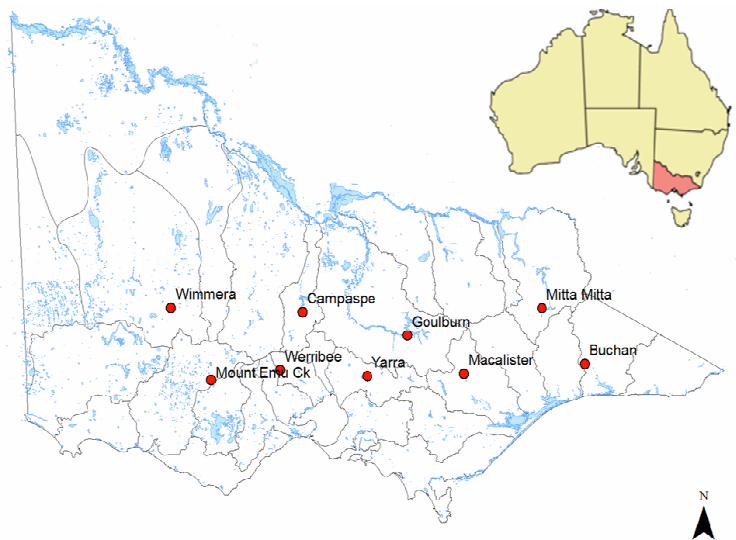 Wimmera
Campaspe
Mitta Mitta
Goulburn
Buchan
Werribee
Yarra
Macalister
Mount Emu Ck
N